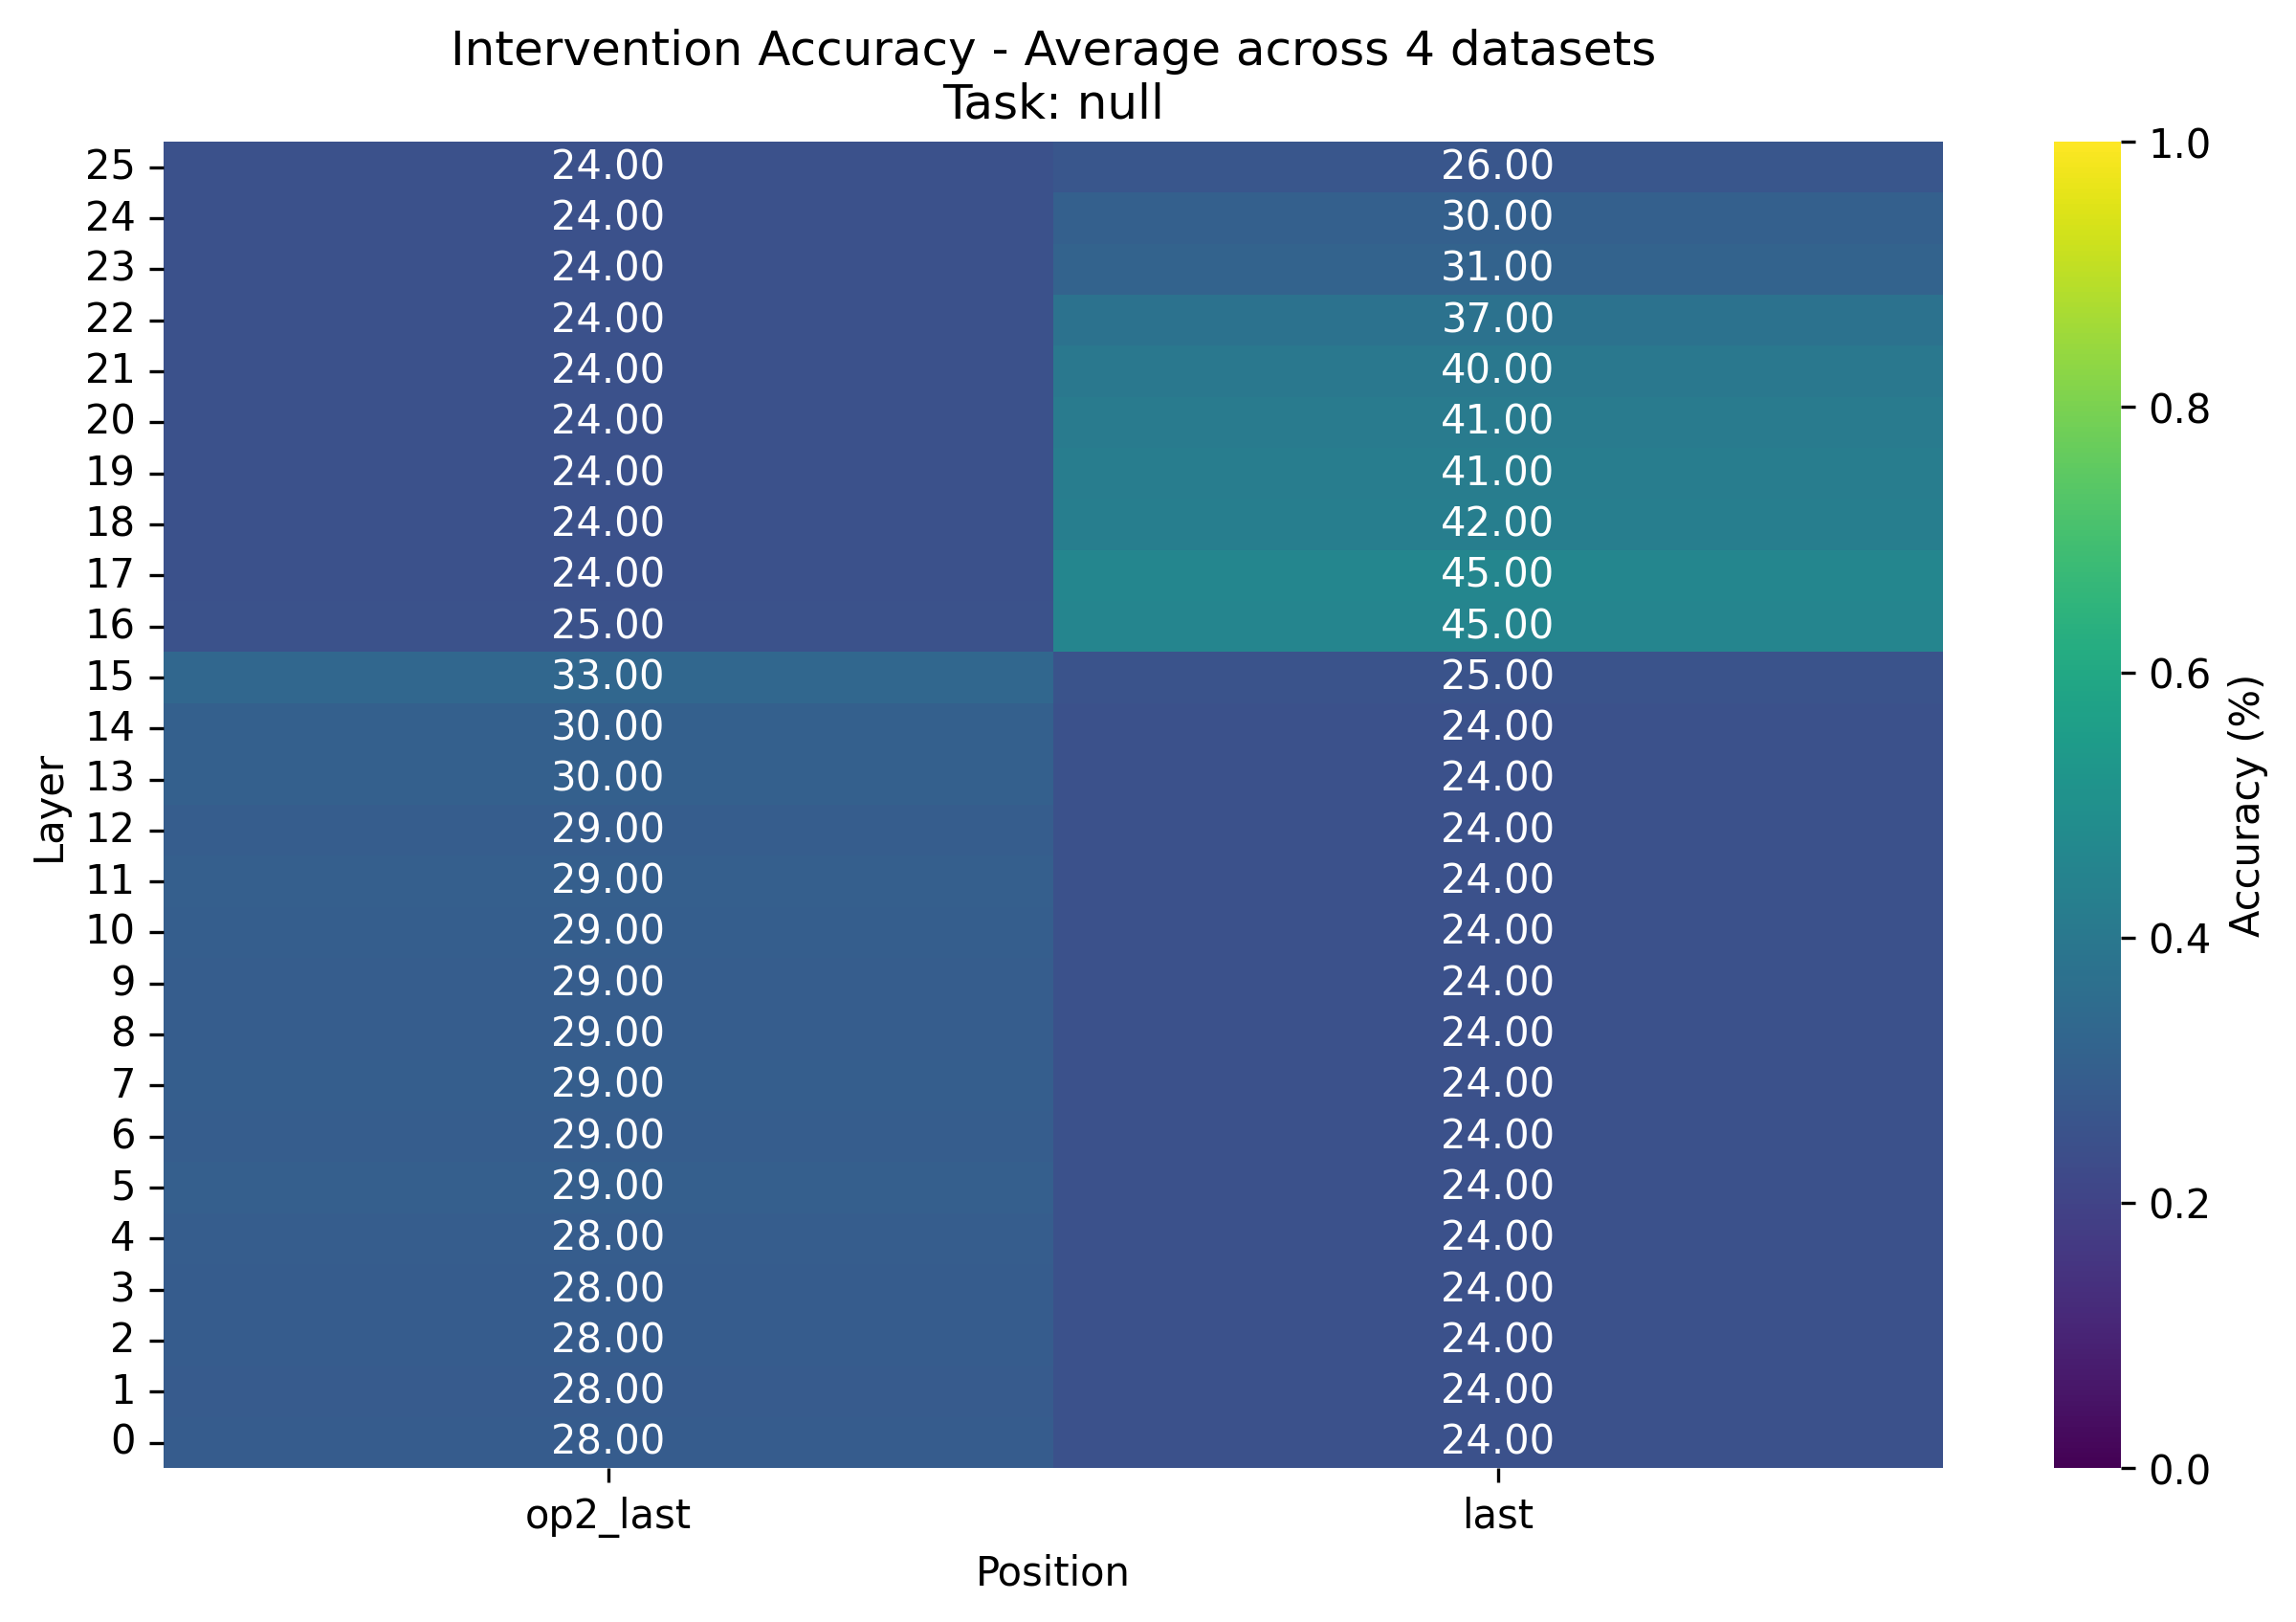 Intervention Accuracy - Average across 4 datasets
Task: null
25 24.00 26.00
24 24.00 30.00
23 24.00 31.00
22 24.00 37.00
21 24.00 40.00
20 24.00 41.00
19 24.00 41.00
18 24.00 42.00
17 24.00 45.00
16 25.00 45.00
15 33.00 25.00
14 30.00 24.00
13 30.00 24.00
12 29.00 24.00
11 29.00 24.00
10 29.00 24.00
9 29.00 24.00
8 29.00 24.00
7 29.00 24.00
6 29.00 24.00
5 29.00 24.00
4 28.00 24.00
3 28.00 24.00
2 28.00 24.00
1 28.00 24.00
0 28.00 24.00
Layer
op2_last last
Position
1.0
0.8
0.6
0.4
0.2
0.0
Accuracy (%)